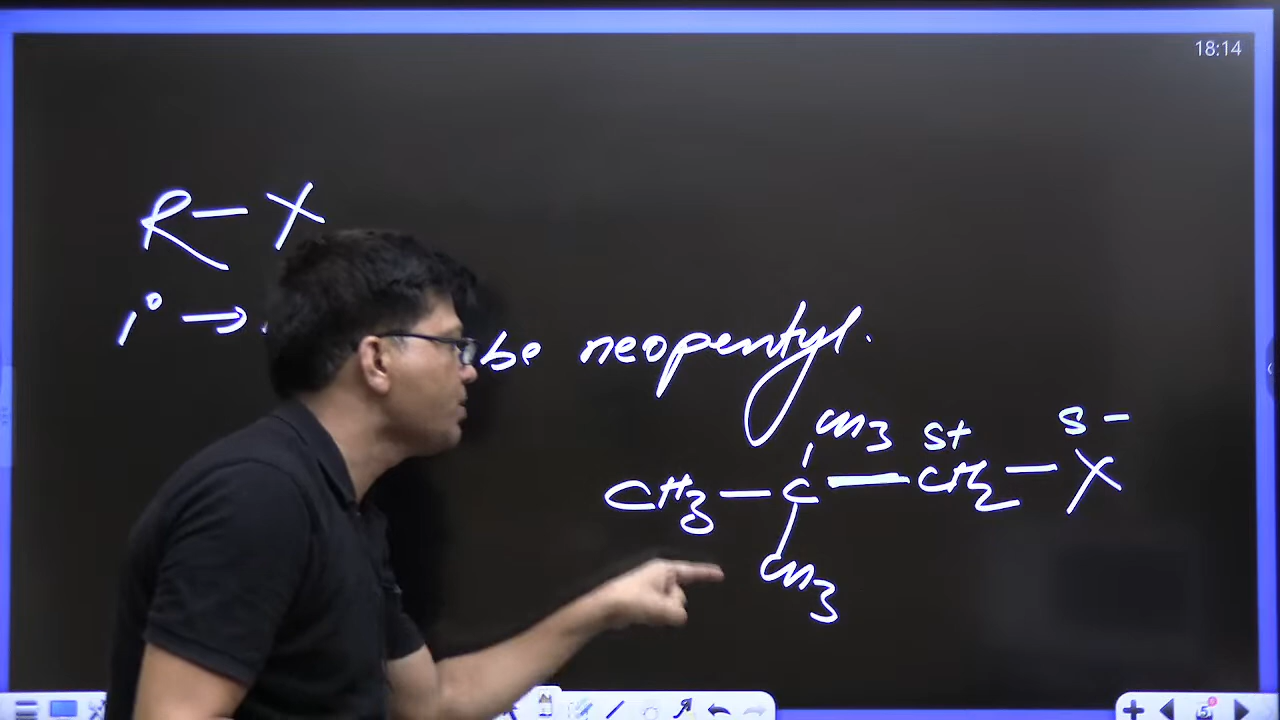 18:14
R—X
1° →
be neopentyl.
CH3 δ+ δ-
CH3—C—CH2—X
CH3